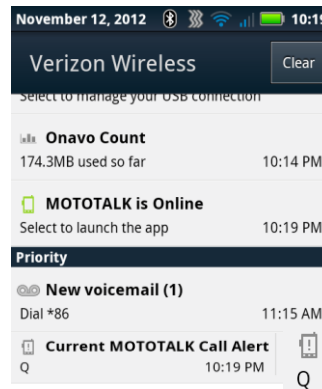 November 12, 2012 10:19
Verizon Wireless Clear
Select to manage your USB connection
Onavo Count
174.3MB used so far 10:14 PM
MOTOTALK is Online
Select to launch the app 10:19 PM
Priority
New voicemail (1)
Dial *86 11:15 AM
Current MOTOTALK Call Alert
Q 10:19 PM Q